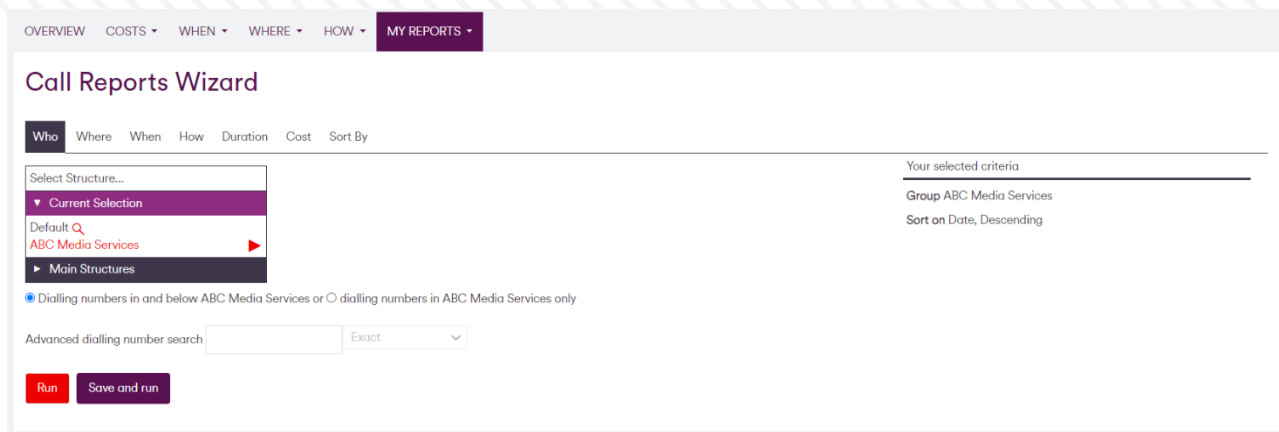 OVERVIEW COSTS WHEN WHERE HOW MY REPORTS
Call Reports Wizard
Who Where When How Duration Cost Sort By
Select Structure...
Current Selection
Default
ABC Media Services
Main Structures
Dialling numbers in and below ABC Media Services or dialling numbers in ABC Media Services only
Advanced dialling number search Exact
Run Save and run
Your selected criteria
Group ABC Media Services
Sort on Date, Descending